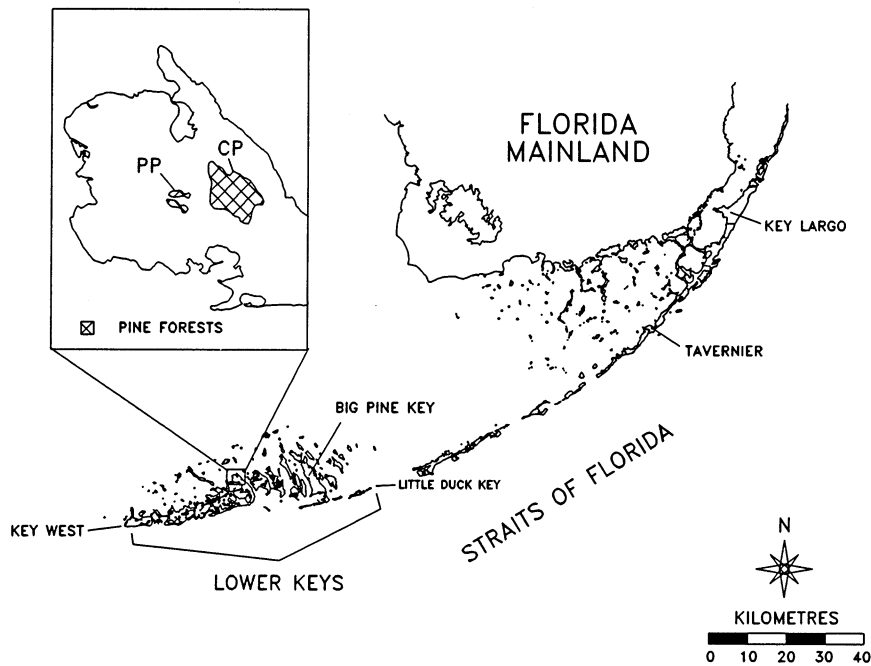 CP
PP
PINE FORESTS
FLORIDA
MAINLAND
KEY LARGO
TAVERNIER
BIG PINE KEY
LITTLE DUCK KEY
STRAITS OF FLORIDA
KEY WEST
LOWER KEYS
N
KILOMETRES
0 10 20 30 40